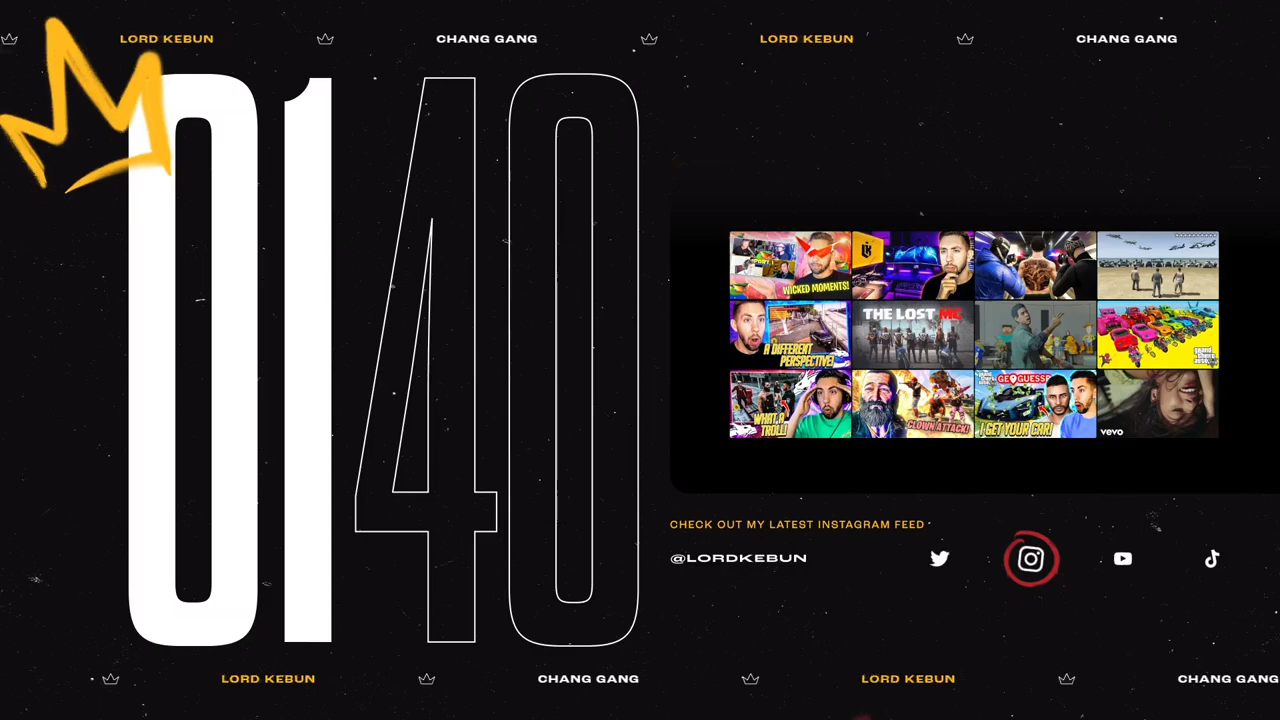 LORD KEBUN CHANG GANG LORD KEBUN CHANG GANG
0140
WICKED MOMENTS!
A DIFFERENT
PERSPECTIVE!
THE LOST MC
WHAT A
TROLL!
CLOWN ATTACK!
I GET YOUR CAR!
vevo
CHECK OUT MY LATEST INSTAGRAM FEED
@LORDKEBUN
LORD KEBUN CHANG GANG LORD KEBUN CHANG GANG